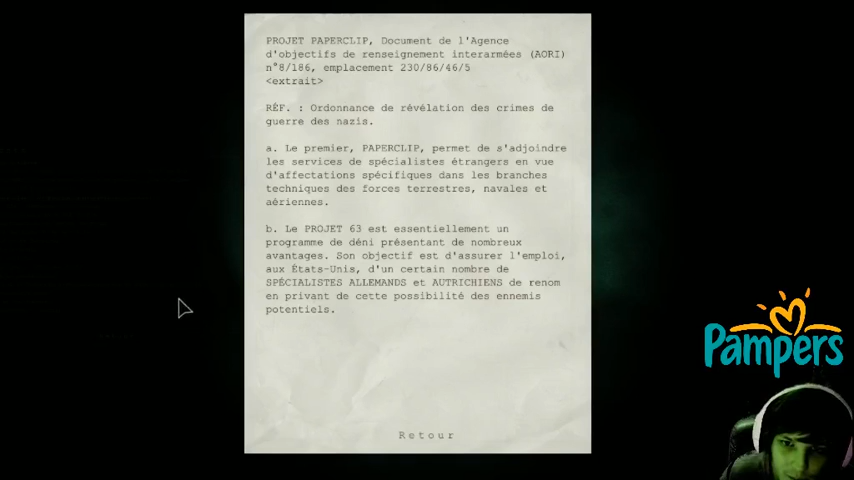 PROJET PAPERCLIP, Document de l'Agence
d'objectifs de renseignement interarmées (AORI)
n°8/186, emplacement 230/86/46/5
<extrait>
RÉF. : Ordonnance de révélation des crimes de
guerre des nazis.
a. Le premier, PAPERCLIP, permet de s'adjoindre
les services de spécialistes étrangers en vue
d'affectations spécifiques dans les branches
techniques des forces terrestres, navales et
aériennes.
b. Le PROJET 63 est essentiellement un
programme de déni présentant de nombreux
avantages. Son objectif est d'assurer l'emploi,
aux États-Unis, d'un certain nombre de
SPÉCIALISTES ALLEMANDS et AUTRICHIENS de renom
en privant de cette possibilité des ennemis
potentiels.
Retour
Pampers